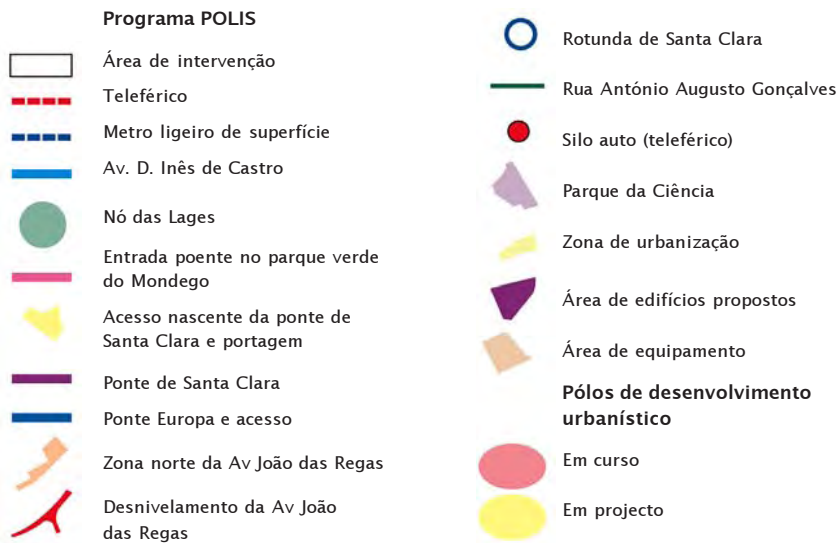 Programa POLIS
Área de intervenção
Teleférico
Metro ligeiro de superfície
Av. D. Inês de Castro
Nó das Lages
Entrada poente no parque verde
do Mondego
Acesso nascente da ponte de
Santa Clara e portagem
Ponte de Santa Clara
Ponte Europa e acesso
Zona norte da Av João das Regas
Desnivelamento da Av João
das Regas
Rotunda de Santa Clara
Rua António Augusto Gonçalves
Silo auto (teleférico)
Parque da Ciência
Zona de urbanização
Área de edifícios propostos
Área de equipamento
Pólos de desenvolvimento
urbanístico
Em curso
Em projecto